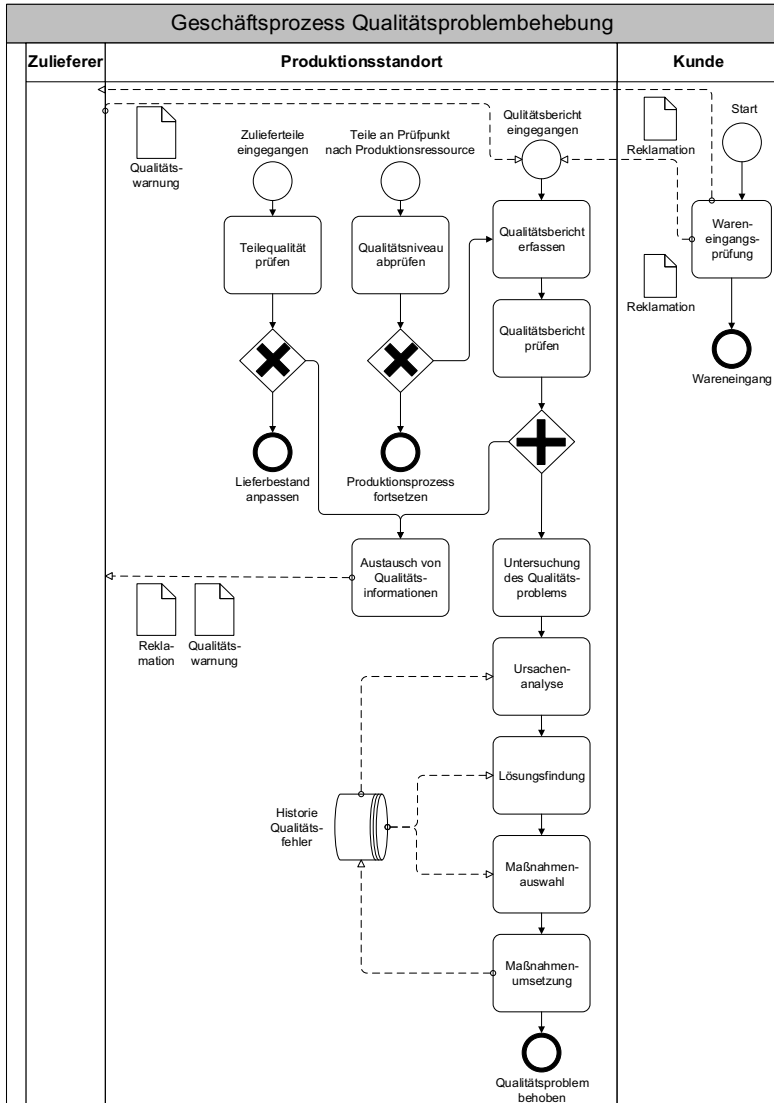 Geschäftsprozess Qualitätsproblembehebung
Zulieferer
Produktionsstandort
Kunde
Qualitäts-
warnung
Zulieferteile
eingegangen
Teile an Prüfpunkt
nach Produktionsressource
Qulitätsbericht
eingegangen
Reklamation
Start
Teilequalität
prüfen
Qualitätsniveau
abprüfen
Qualitätsbericht
erfassen
Waren-
eingangs-
prüfung
Reklamation
Qualitätsbericht
prüfen
Wareneingang
Lieferbestand
anpassen
Produktionsprozess
fortsetzen
Austausch von
Qualitäts-
informationen
Untersuchung
des Qualitäts-
problems
Rekla-
mation
Qualitäts-
warnung
Ursachen-
analyse
Lösungsfindung
Historie
Qualitäts-
fehler
Maßnahmen-
auswahl
Maßnahmen-
umsetzung
Qualitätsproblem
behoben